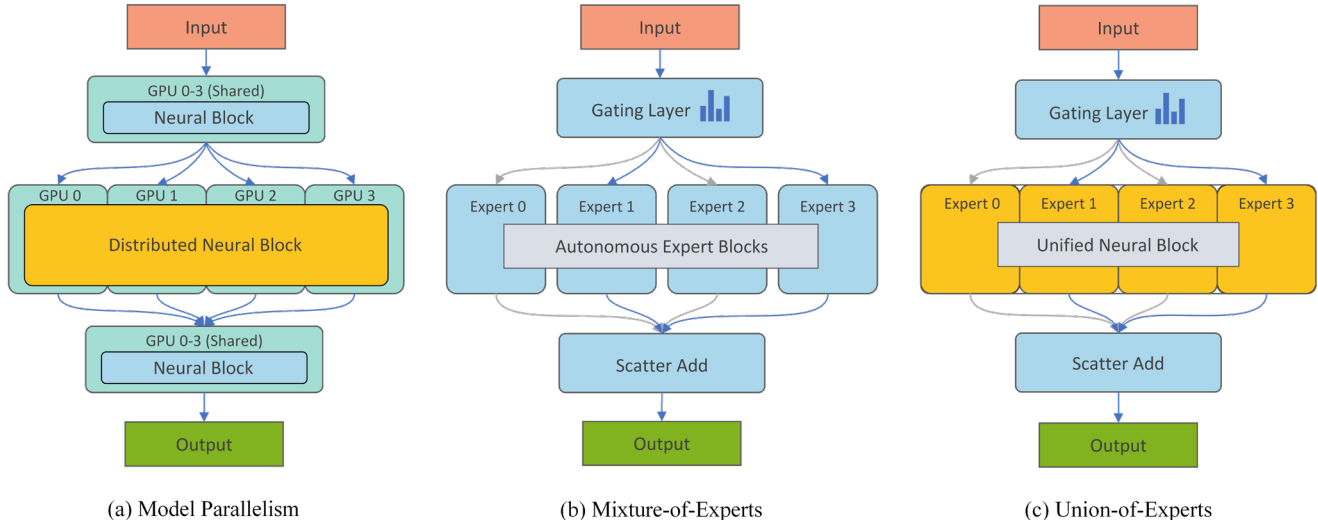 Input
GPU 0-3 (Shared)
Neural Block
GPU 0
GPU 1
GPU 2
GPU 3
Distributed Neural Block
GPU 0-3 (Shared)
Neural Block
Output
(a) Model Parallelism
Input
Gating Layer
Expert 0
Expert 1
Expert 2
Expert 3
Autonomous Expert Blocks
Scatter Add
Output
(b) Mixture-of-Experts
Input
Gating Layer
Expert 0
Expert 1
Expert 2
Expert 3
Unified Neural Block
Scatter Add
Output
(c) Union-of-Experts